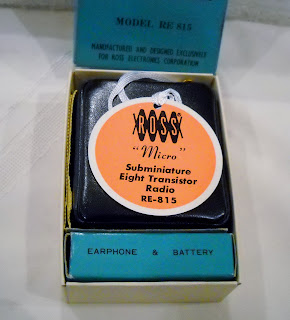 MODEL RE 815
MANUFACTURED AND DESIGNED EXCLUSIVELY
FOR ROSS ELECTRONICS CORPORATION
ROSS
"Micro"
Subminiature
Eight Transistor
Radio
RE-815
EARPHONE & BATTERY